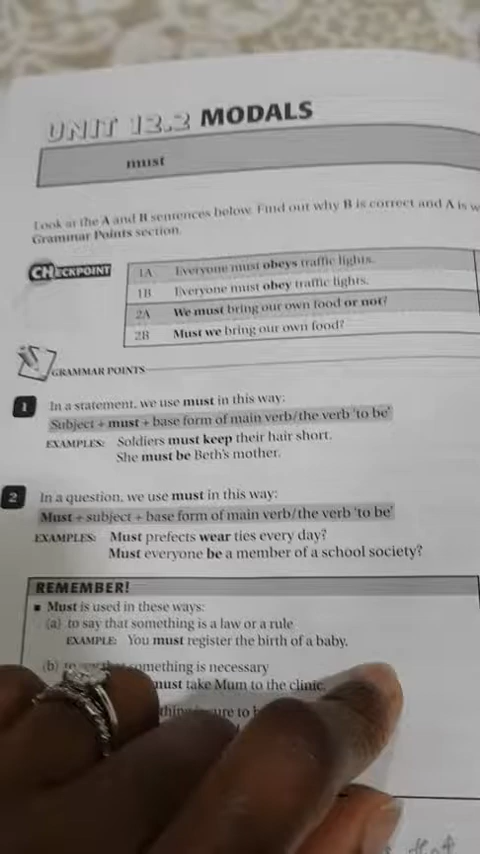 UNIT 12.2 MODALS
must
Look at the A and B sentences below. Find out why B is correct and A is w
Grammar Points section.
CHECKPOINT
1A Everyone must obeys traffic lights.
1B Everyone must obey traffic lights.
2A We must bring our own food or not?
2B Must we bring our own food?
GRAMMAR POINTS
1 In a statement, we use must in this way:
Subject + must + base form of main verb/the verb 'to be'
EXAMPLES: Soldiers must keep their hair short.
She must be Beth's mother.
2 In a question, we use must in this way:
Must + subject + base form of main verb/the verb 'to be'
EXAMPLES: Must prefects wear ties every day?
Must everyone be a member of a school society?
REMEMBER!
■ Must is used in these ways:
(a) to say that something is a law or a rule
EXAMPLE: You must register the birth of a baby.
(b) to say that something is necessary
must take Mum to the clinic.